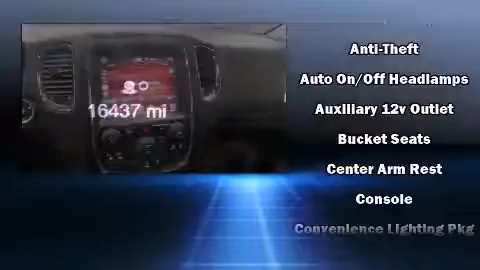 16437 mi
Anti-Theft
Auto On/Off Headlamps
Auxiliary 12v Outlet
Bucket Seats
Center Arm Rest
Console
Convenience Lighting Pkg